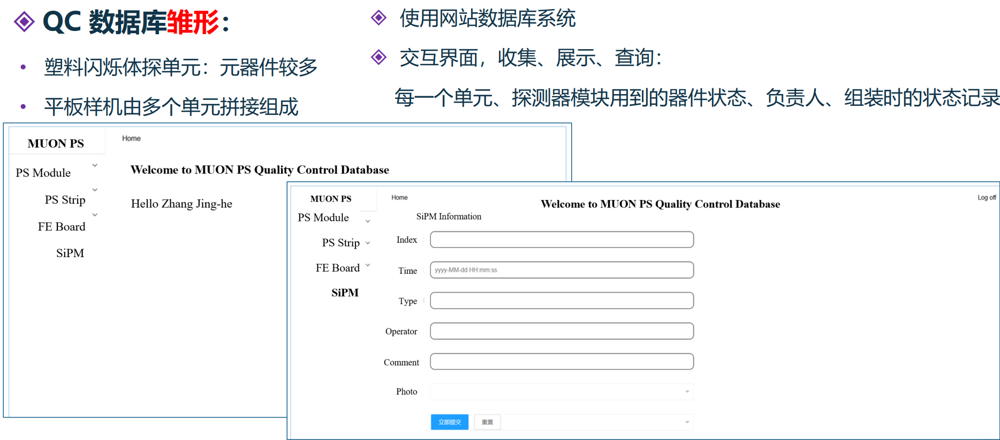 QC 数据库雏形：
• 塑料闪烁体探单元：元器件较多
• 平板样机由多个单元拼接组成
使用网站数据库系统
交互界面，收集、展示、查询：
每一个单元、探测器模块用到的器件状态、负责人、组装时的状态记录
MUON PS
Home
PS Module
Welcome to MUON PS Quality Control Database
PS Strip
Hello Zhang Jing-he
FE Board
SiPM
MUON PS
Home
Welcome to MUON PS Quality Control Database
Log off
PS Module
SiPM Information
PS Strip
FE Board
SiPM
Index
Time
yyyy-MM-dd HH:mm:ss
Type
Operator
Comment
Photo
立即提交
重置